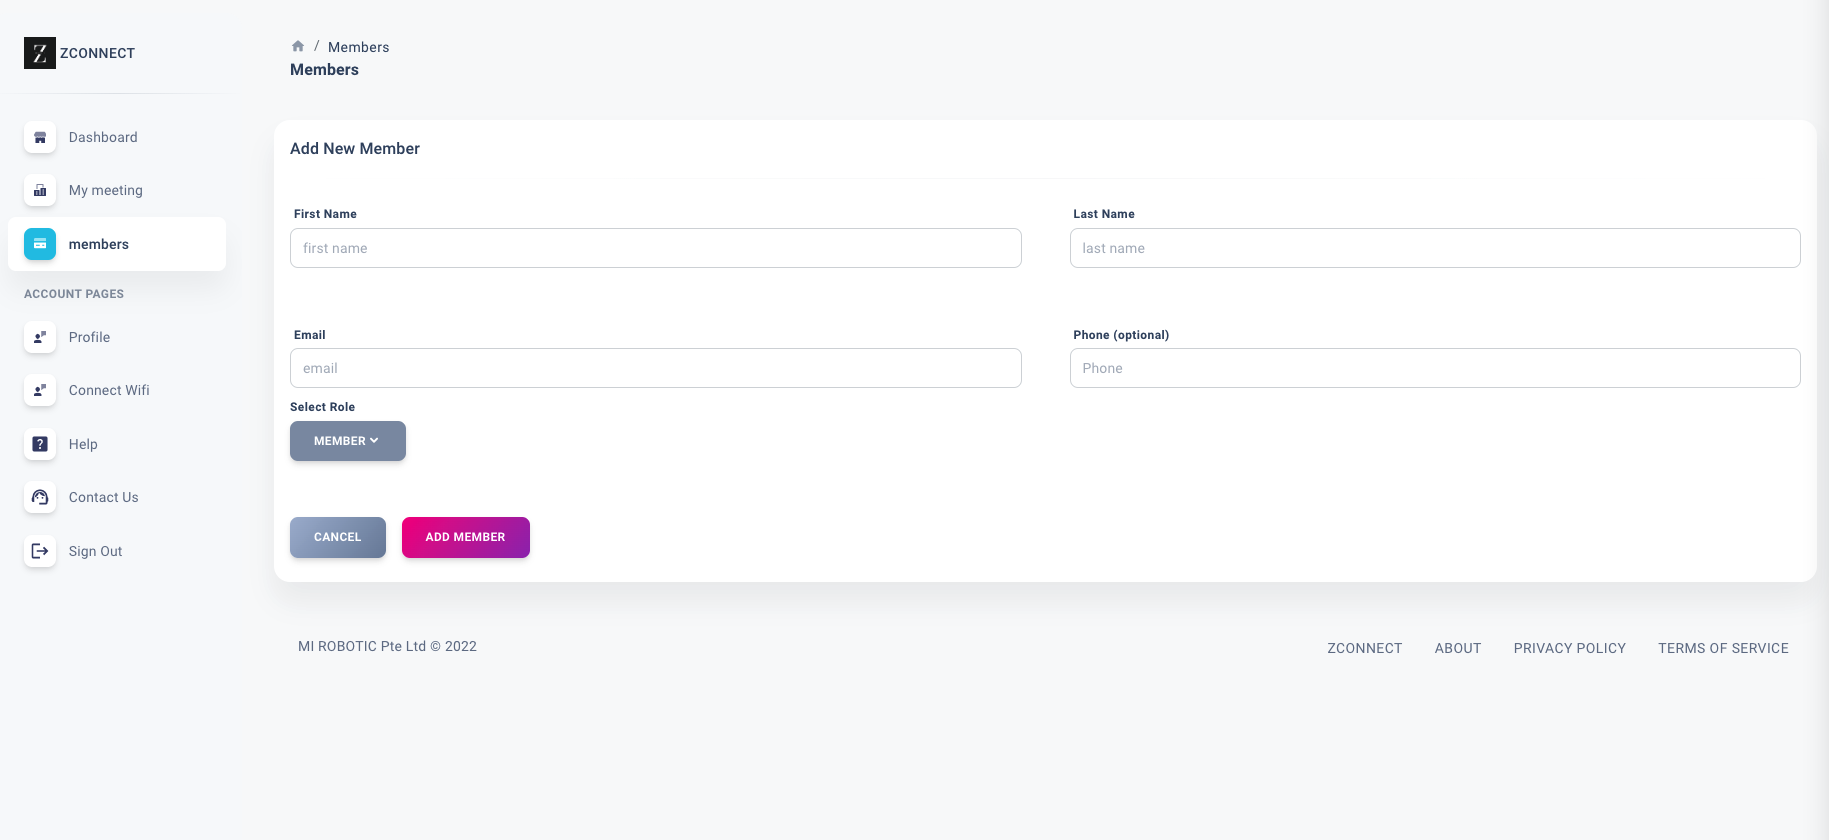 ZCONNECT
Dashboard
My meeting
members
ACCOUNT PAGES
Profile
Connect Wifi
Help
Contact Us
Sign Out
/ Members
Members
Add New Member
First Name
first name
Last Name
last name
Email
email
Phone (optional)
Phone
Select Role
MEMBER
CANCEL
ADD MEMBER
MI ROBOTIC Pte Ltd © 2022
ZCONNECT ABOUT PRIVACY POLICY TERMS OF SERVICE